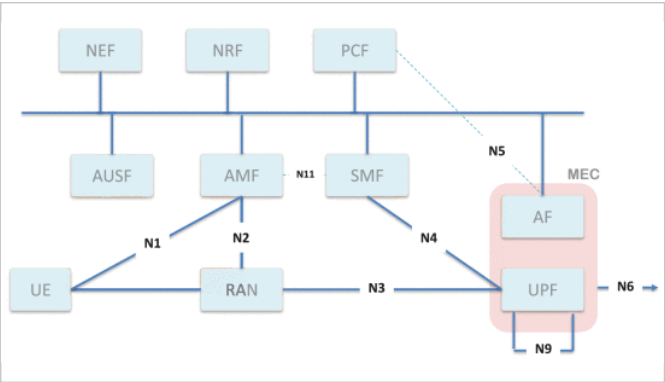 NEF
NRF
PCF
N5
MEC
AUSF
AMF
N11
SMF
AF
N1
N2
N4
UE
RAN
N3
UPF
N6
N9